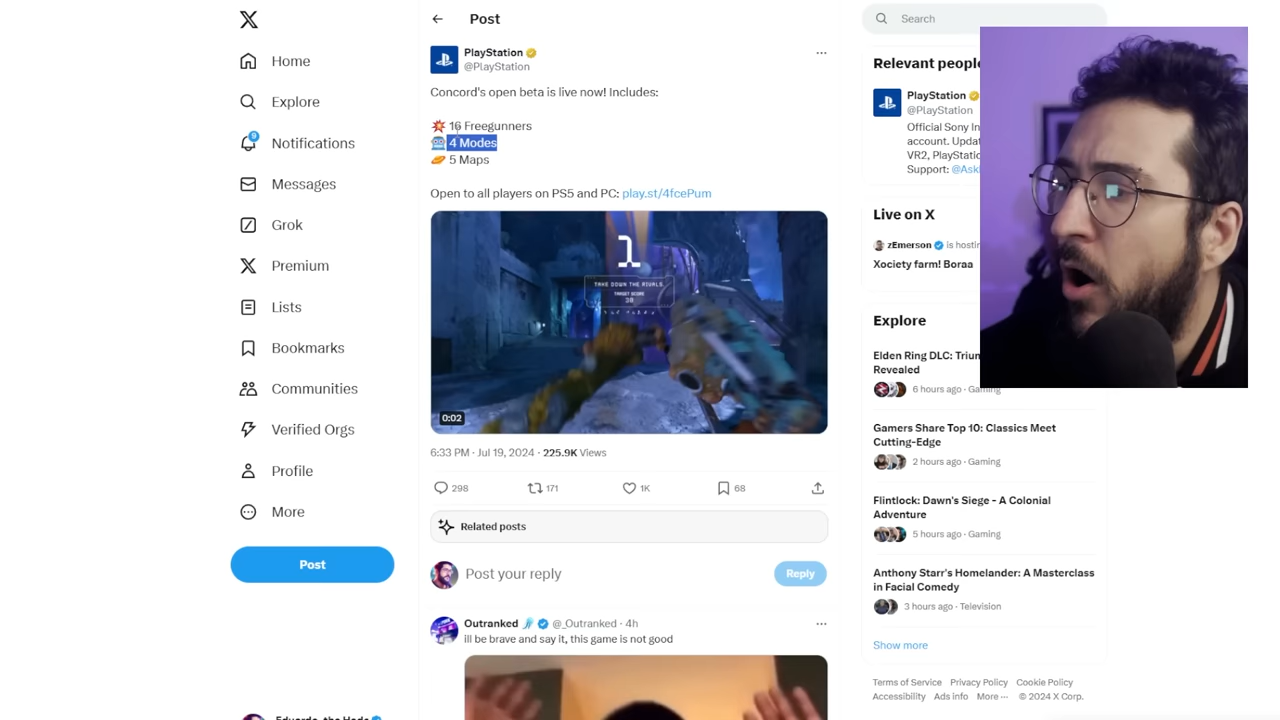 Home
Explore
9
Notifications
Messages
Grok
Premium
Lists
Bookmarks
Communities
Verified Orgs
Profile
More
Post
Post
PlayStation
@PlayStation
Concord's open beta is live now! Includes:
16 Freegunners
4 Modes
5 Maps
Open to all players on PS5 and PC: play.st/4fcePum
1
TAKE DOWN THE RIVALS
TARGET SCORE
30
0:02
6:33 PM · Jul 19, 2024 · 225.9K Views
298
171
1K
68
Related posts
Post your reply
Reply
Outranked @_Outranked · 4h
ill be brave and say it, this game is not good
Search
Relevant people
PlayStation
@PlayStation
Official Sony In
account. Updat
VR2, PlayStatio
Support: @Ask
Live on X
zEmerson is hostin
Xociety farm! Boraa
Explore
Elden Ring DLC: Trium
Revealed
6 hours ago · Gaming
Gamers Share Top 10: Classics Meet
Cutting-Edge
2 hours ago · Gaming
Flintlock: Dawn's Siege - A Colonial
Adventure
5 hours ago · Gaming
Anthony Starr's Homelander: A Masterclass
in Facial Comedy
3 hours ago · Television
Show more
Terms of Service Privacy Policy Cookie Policy
Accessibility Ads info More ··· © 2024 X Corp.